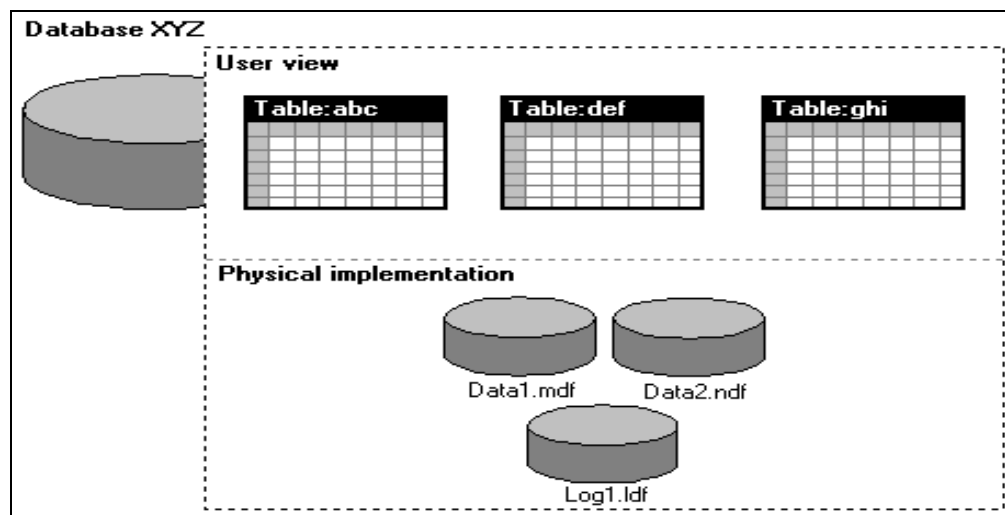 Database XYZ
User view
Table:abc
Table:def
Table:ghi
Physical implementation
Data1.mdf
Data2.ndf
Log1.ldf